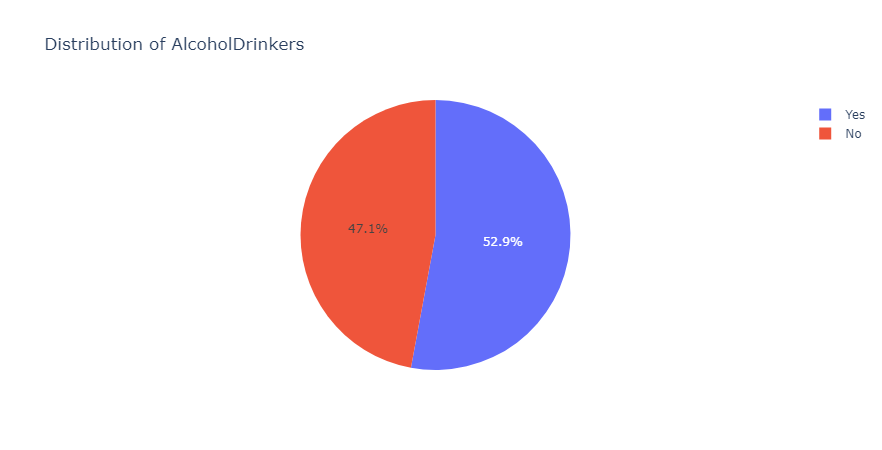 Distribution of AlcoholDrinkers
Yes
No
47.1%
52.9%